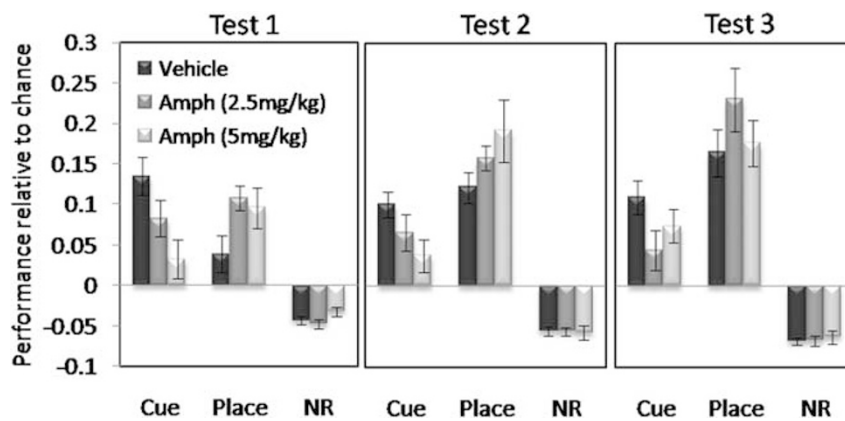 Test 1 Test 2 Test 3
Performance relative to chance
0.3
0.25
0.2
0.15
0.1
0.05
0
-0.05
-0.1
Vehicle
Amph (2.5mg/kg)
Amph (5mg/kg)
Cue Place NR Cue Place NR Cue Place NR